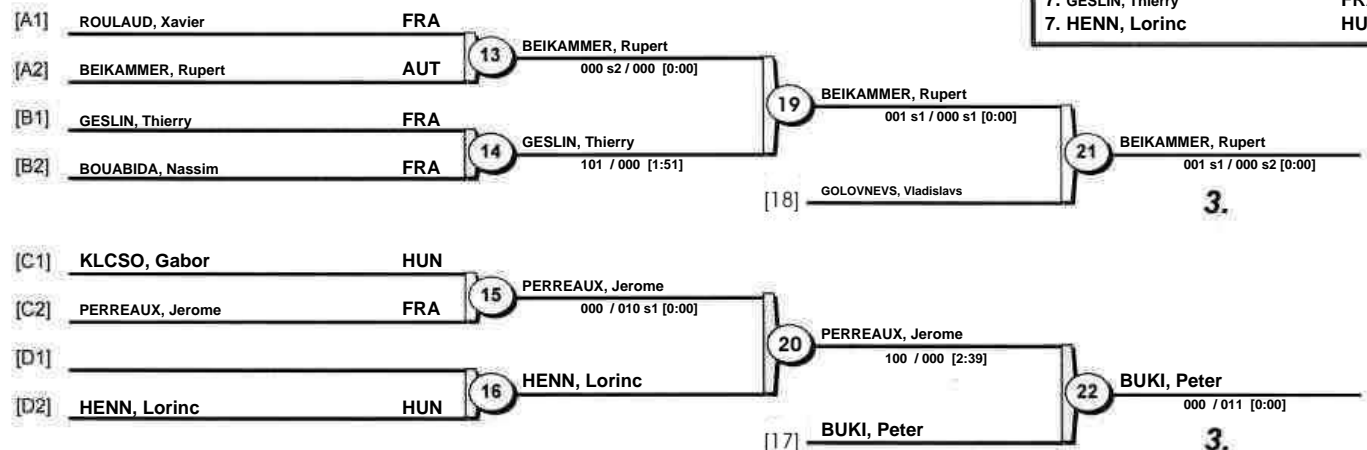 7. GESLIN, Thierry
7. HENN, Lorinc HU
[A1] ROULAUD, Xavier FRA
13 BEIKAMMER, Rupert
000 s2 / 000 [0:00]
[A2] BEIKAMMER, Rupert AUT
19 BEIKAMMER, Rupert
001 s1 / 000 s1 [0:00]
[B1] GESLIN, Thierry FRA
14 GESLIN, Thierry
101 / 000 [1:51]
21 BEIKAMMER, Rupert
001 s1 / 000 s2 [0:00]
[B2] BOUABIDA, Nassim FRA
[18] GOLOVNEVS, Vladislavs
3.
[C1] KLCSO, Gabor HUN
15 PERREAUX, Jerome
000 / 010 s1 [0:00]
[C2] PERREAUX, Jerome FRA
20 PERREAUX, Jerome
100 / 000 [2:39]
[D1]
16 HENN, Lorinc
22 BUKI, Peter
000 / 011 [0:00]
[D2] HENN, Lorinc HUN
[17] BUKI, Peter
3.